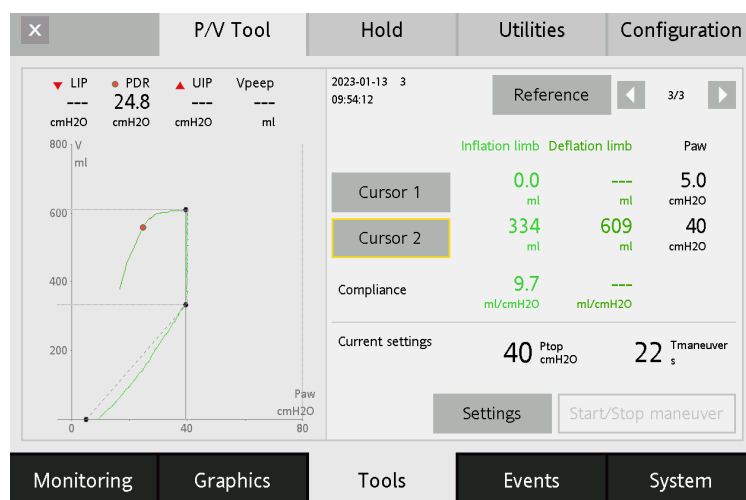 X P/V Tool Hold Utilities Configuration
LIP PDR UIP Vpeep
--- 24.8 --- ---
cmH2O cmH2O cmH2O ml
2023-01-13 3
09:54:12
Reference 3/3
800 V
ml
600
400
200
Paw
cmH2O
0 40 80
Inflation limb Deflation limb Paw
Cursor 1 0.0 --- 5.0
ml ml cmH2O
Cursor 2 334 609 40
ml ml cmH2O
Compliance 9.7 ---
ml/cmH2O ml/cmH2O
Current settings 40 Ptop cmH2O 22 Tmaneuver s
Settings Start/Stop maneuver
Monitoring Graphics Tools Events System